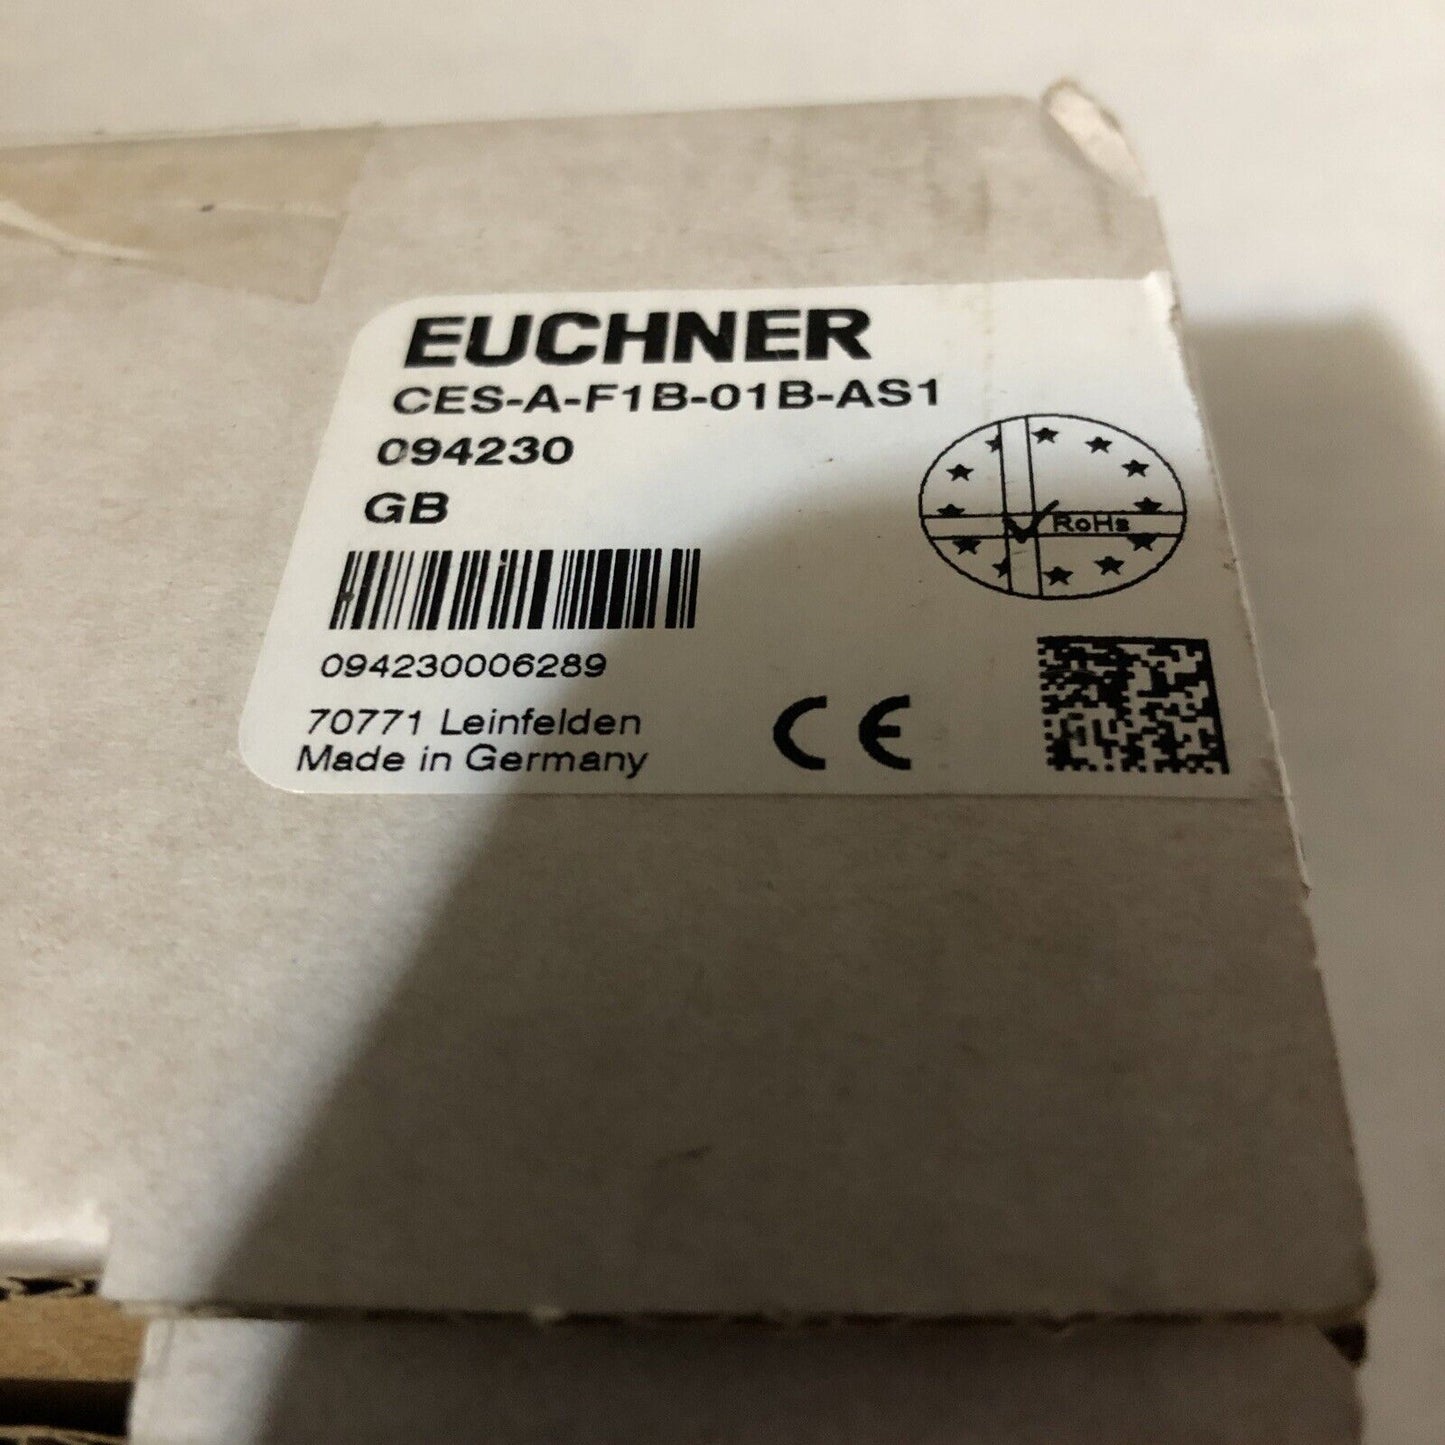 EUCHNER
CES-A-F1B-01B-AS1
094230
GB
RoHs
094230006289
70771 Leinfelden
Made in Germany
CE